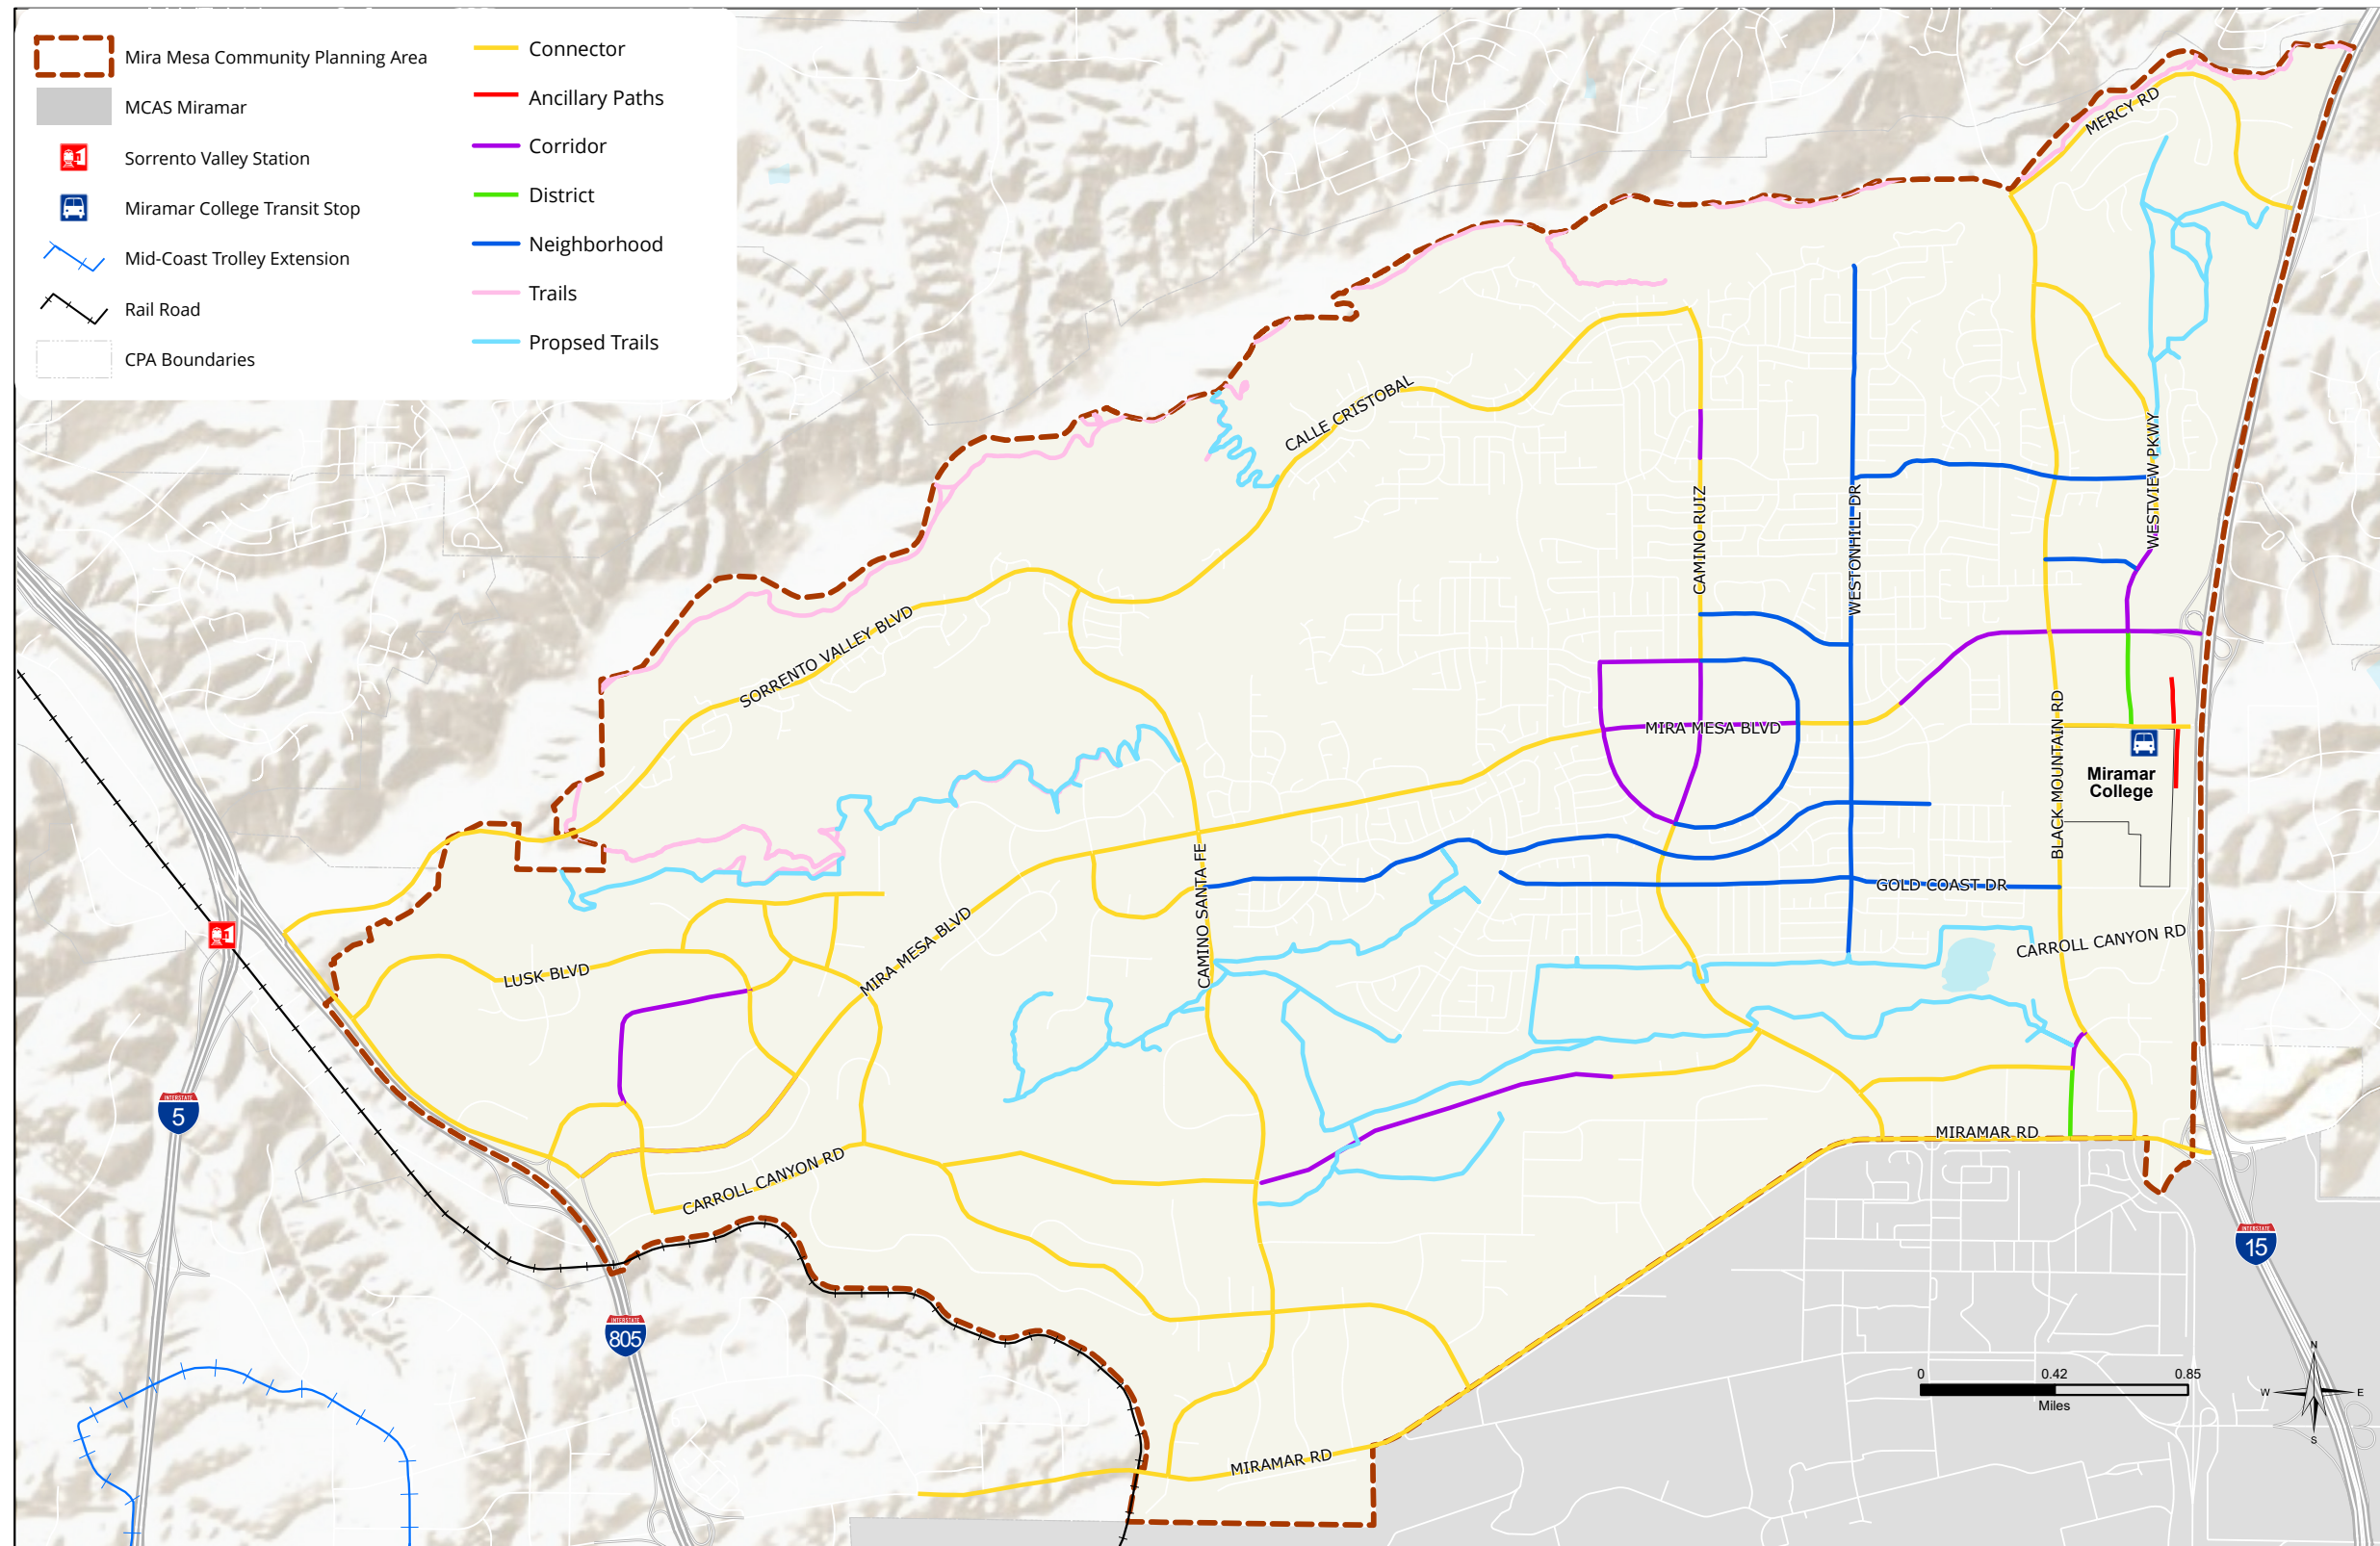 Mira Mesa Community Planning Area
MCAS Miramar
Sorrento Valley Station
Miramar College Transit Stop
Mid-Coast Trolley Extension
Rail Road
CPA Boundaries
Connector
Ancillary Paths
Corridor
District
Neighborhood
Trails
Propsed Trails
MERCY RD
CALLE CRISTOBAL
WESTVIEW PKWY
CAMINO RUIZ
WESTONHILL DR
SORRENTO VALLEY BLVD
MIRA MESA BLVD
BLACK MOUNTAIN RD
Miramar
College
CAMINO SANTA FE
GOLD COAST DR
CARROLL CANYON RD
MIRA MESA BLVD
LUSK BLVD
INTERSTATE
5
MIRAMAR RD
CARROLL CANYON RD
INTERSTATE
15
INTERSTATE
805
N
W
E
S
0
0.42
0.85
Miles
MIRAMAR RD